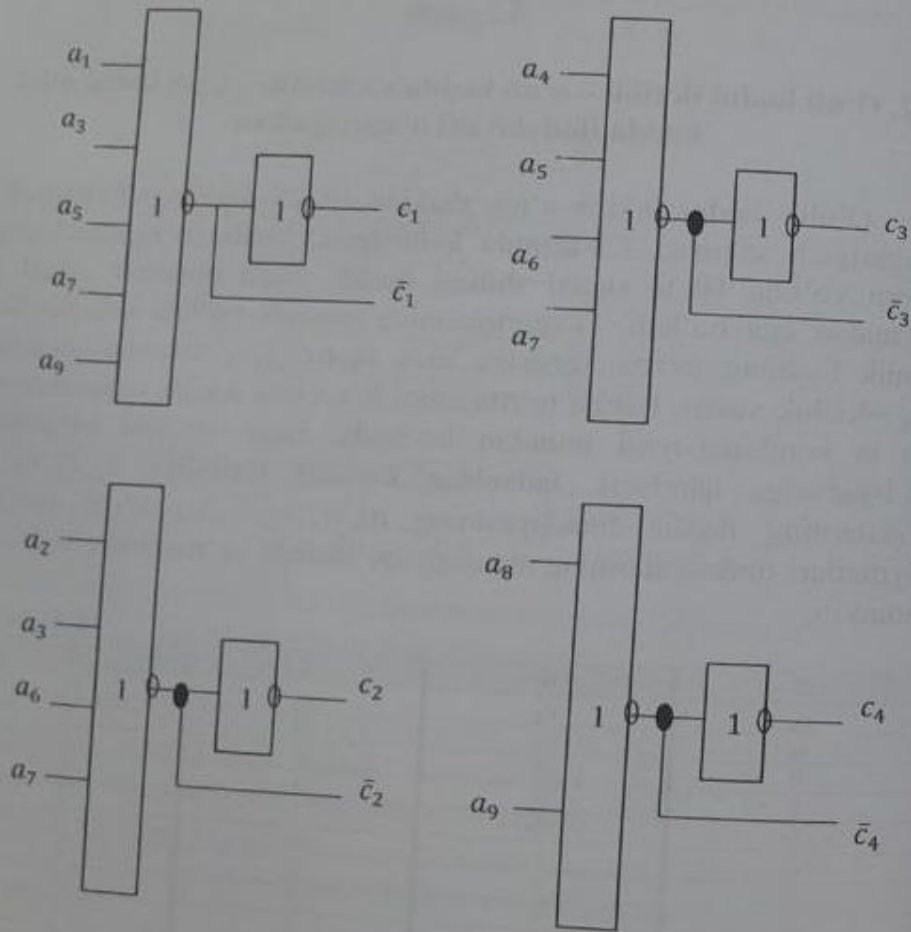 a₁
a₃
a₅
a₇
a₉
1
1
c₁
c̄₁
a₄
a₅
a₆
a₇
1
1
c₃
c̄₃
a₂
a₃
a₆
a₇
1
1
c₂
c̄₂
a₈
a₉
1
1
c₄
c̄₄